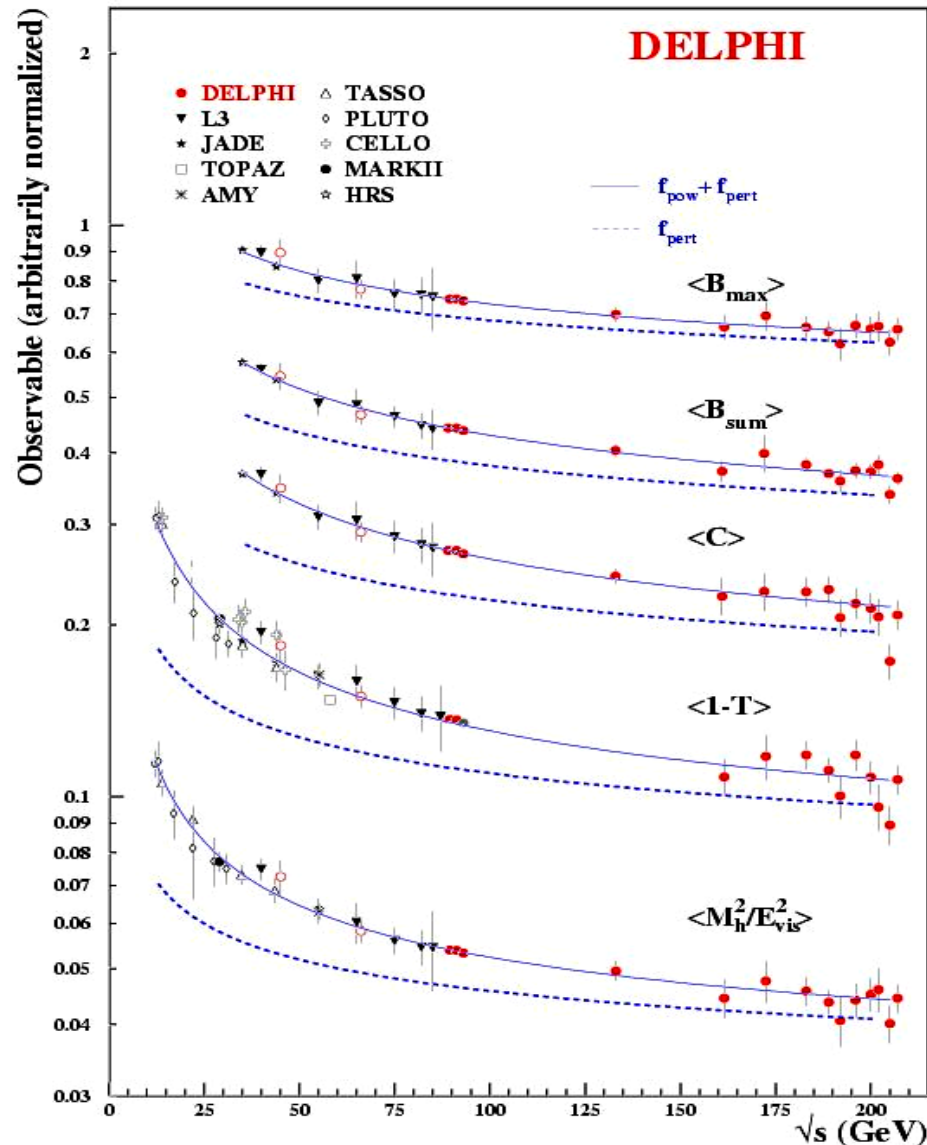 DELPHI
Observable (arbitrarily normalized)
2
1
0.9
0.8
0.7
0.6
0.5
0.4
0.3
0.2
0.1
0.09
0.08
0.07
0.06
0.05
0.04
0.03
DELPHI
L3
JADE
TOPAZ
AMY
TASSO
PLUTO
CELLO
MARKII
HRS
f_pow + f_pert
f_pert
<B_max>
<B_sum>
<C>
<1-T>
<M_h^2/E_vis^2>
0 25 50 75 100 125 150 175 200
√s (GeV)